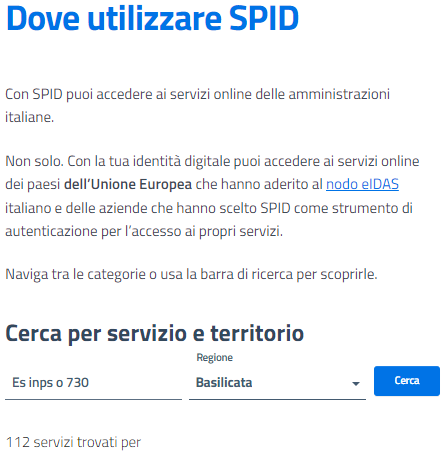 Dove utilizzare SPID
Con SPID puoi accedere ai servizi online delle amministrazioni
italiane.
Non solo. Con la tua identità digitale puoi accedere ai servizi online
dei paesi dell’Unione Europea che hanno aderito al nodo eIDAS
italiano e delle aziende che hanno scelto SPID come strumento di
autenticazione per l’accesso ai propri servizi.
Naviga tra le categorie o usa la barra di ricerca per scoprirle.
Cerca per servizio e territorio
Regione
Es inps o 730 Basilicata Cerca
112 servizi trovati per